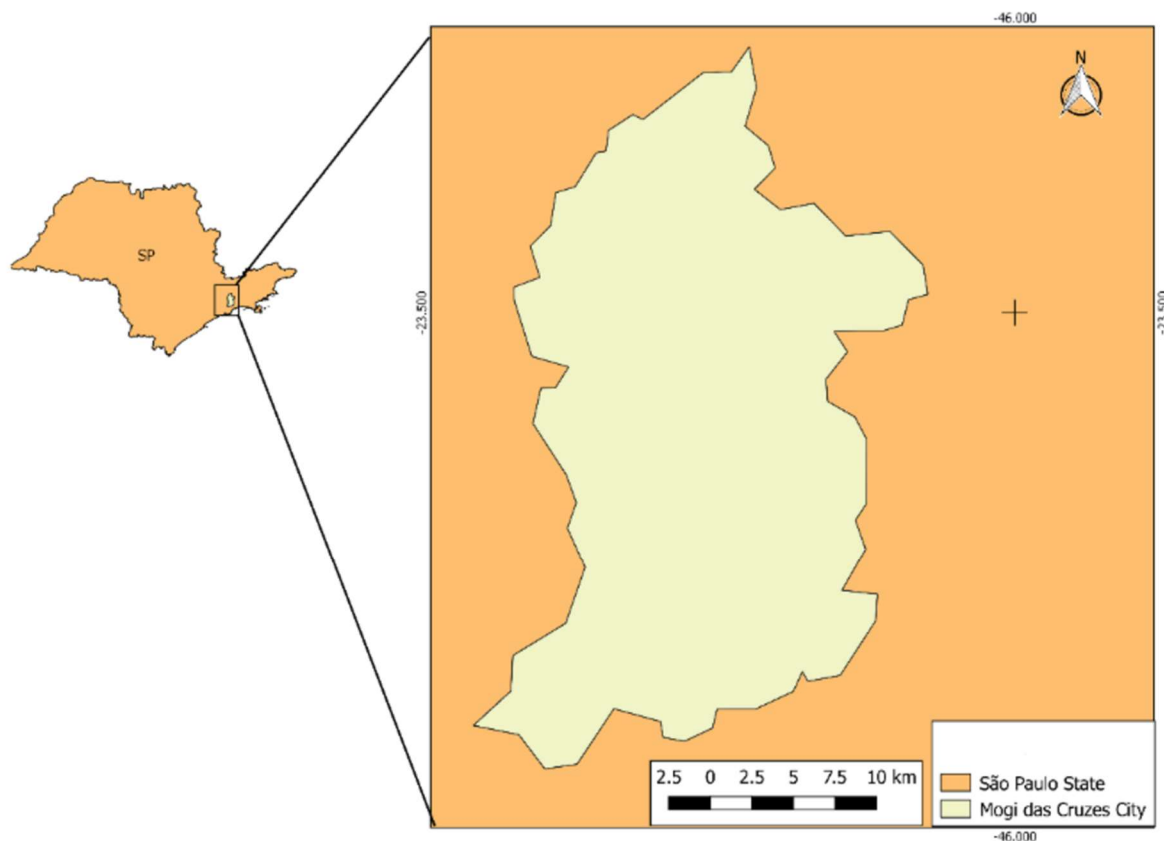 -46.000
N
SP
-23.500
-23.500
2.5 0 2.5 5 7.5 10 km
São Paulo State
Mogi das Cruzes City
-46.000